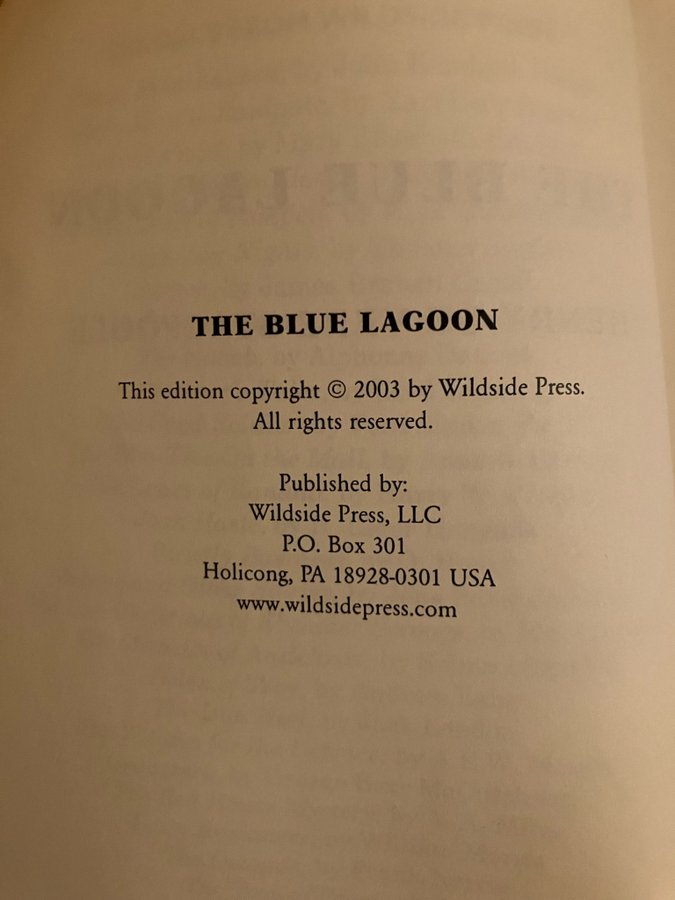 THE BLUE LAGOON
This edition copyright © 2003 by Wildside Press.
All rights reserved.
Published by:
Wildside Press, LLC
P.O. Box 301
Holicong, PA 18928-0301 USA
www.wildsidepress.com